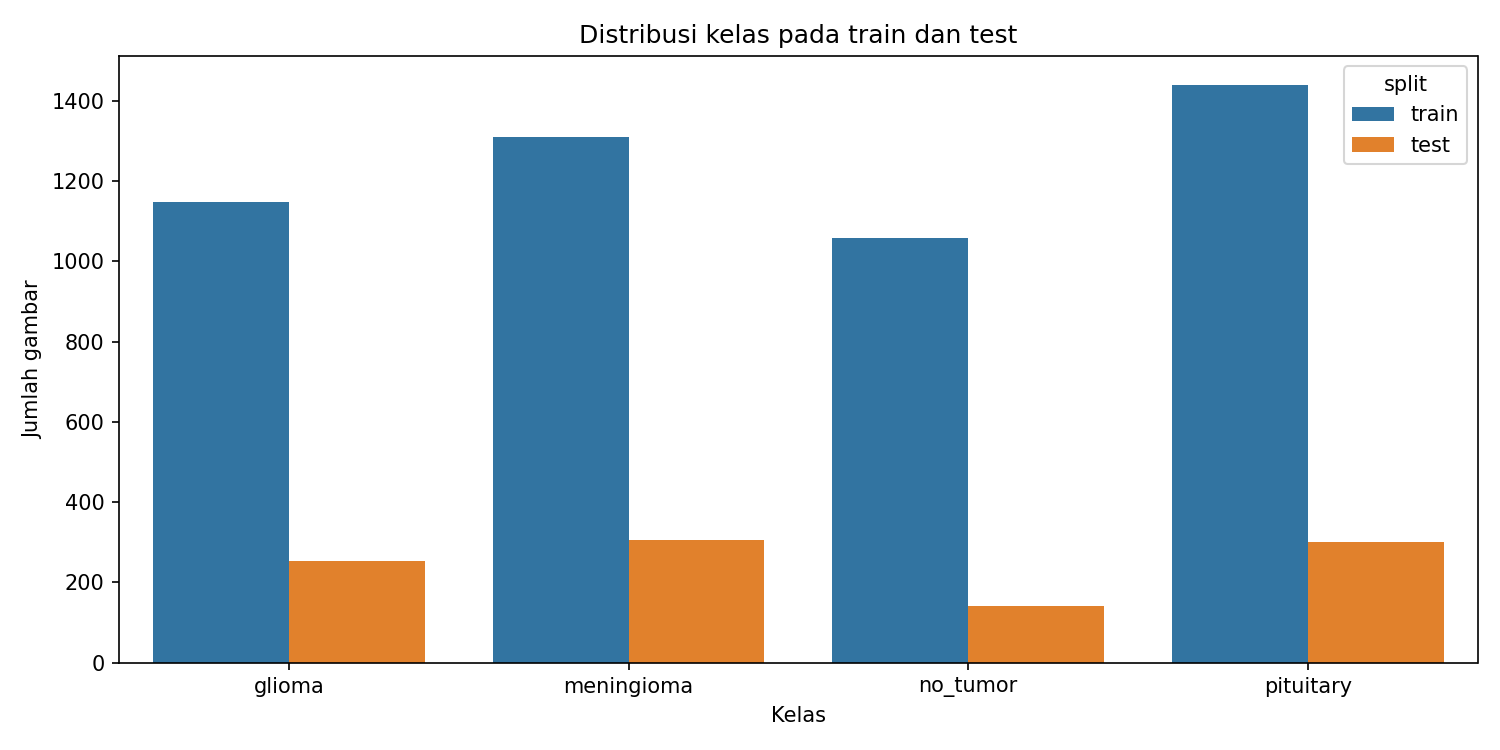 Distribusi kelas pada train dan test
split
train
test
Jumlah gambar
1400
1200
1000
800
600
400
200
0
glioma
meningioma
no_tumor
pituitary
Kelas